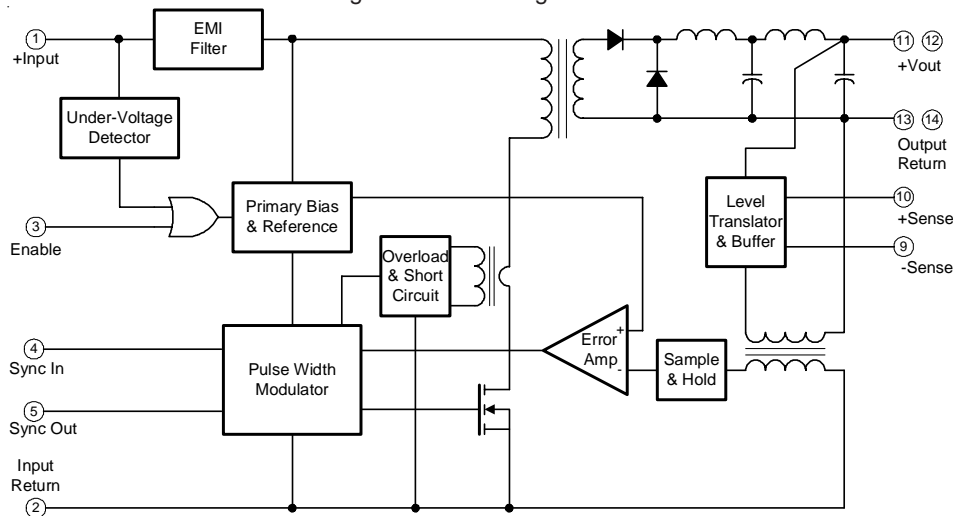 1
+Input
EMI
Filter
11 12
+Vout
Under-Voltage
Detector
13 14
Output
Return
3
Enable
Primary Bias
& Reference
Level
Translator
& Buffer
10
+Sense
9
-Sense
Overload
& Short
Circuit
4
Sync In
Pulse Width
Modulator
Error
Amp
+
-
Sample
& Hold
5
Sync Out
Input
Return
2